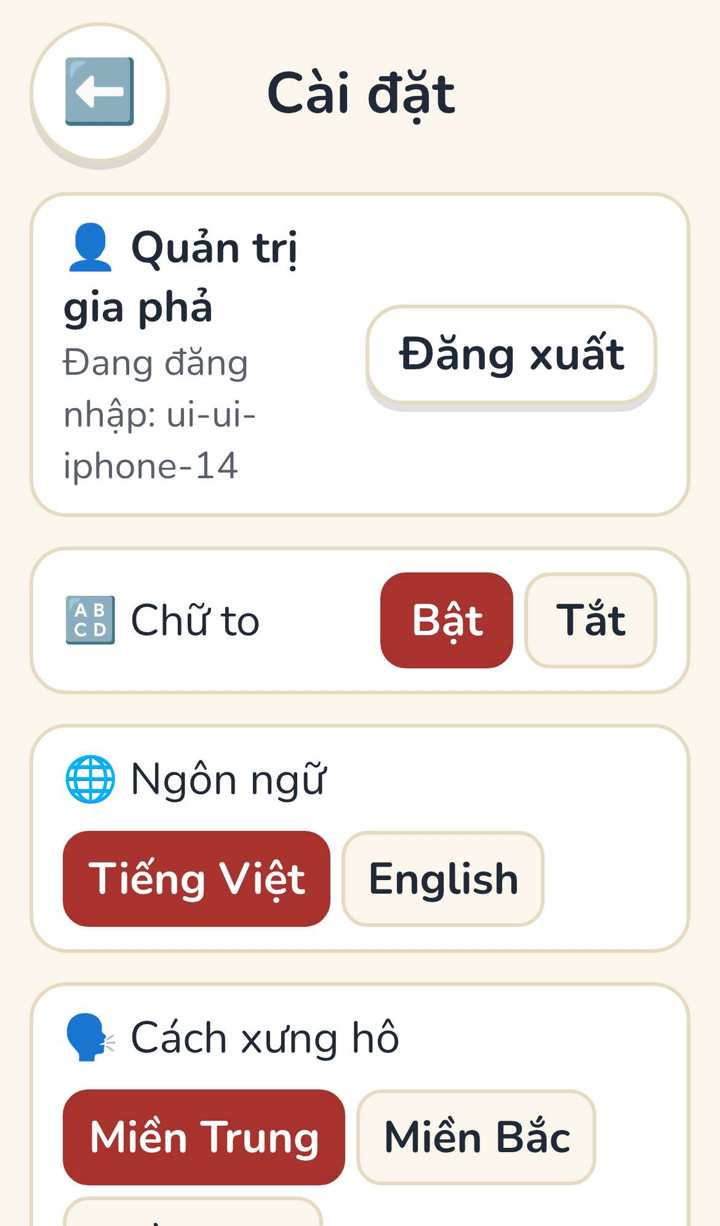 Cài đặt
Quản trị
gia phả
Đang đăng
nhập: ui-ui-
iphone-14
Đăng xuất
Chữ to
Bật
Tắt
Ngôn ngữ
Tiếng Việt
English
Cách xưng hô
Miền Trung
Miền Bắc